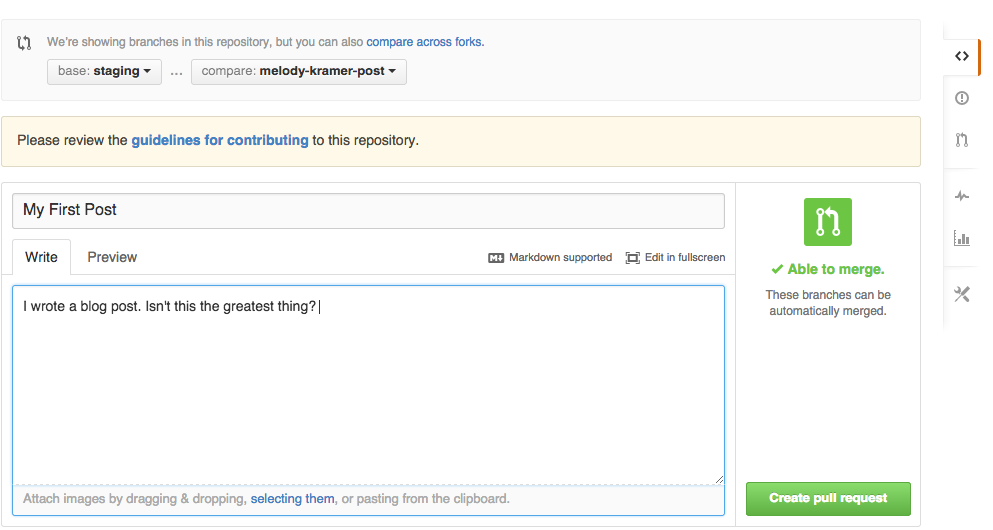 We're showing branches in this repository, but you can also compare across forks.
base: staging ... compare: melody-kramer-post
Please review the guidelines for contributing to this repository.
My First Post
Write Preview Markdown supported Edit in fullscreen
I wrote a blog post. Isn't this the greatest thing?
Attach images by dragging & dropping, selecting them, or pasting from the clipboard.
Able to merge.
These branches can be
automatically merged.
Create pull request